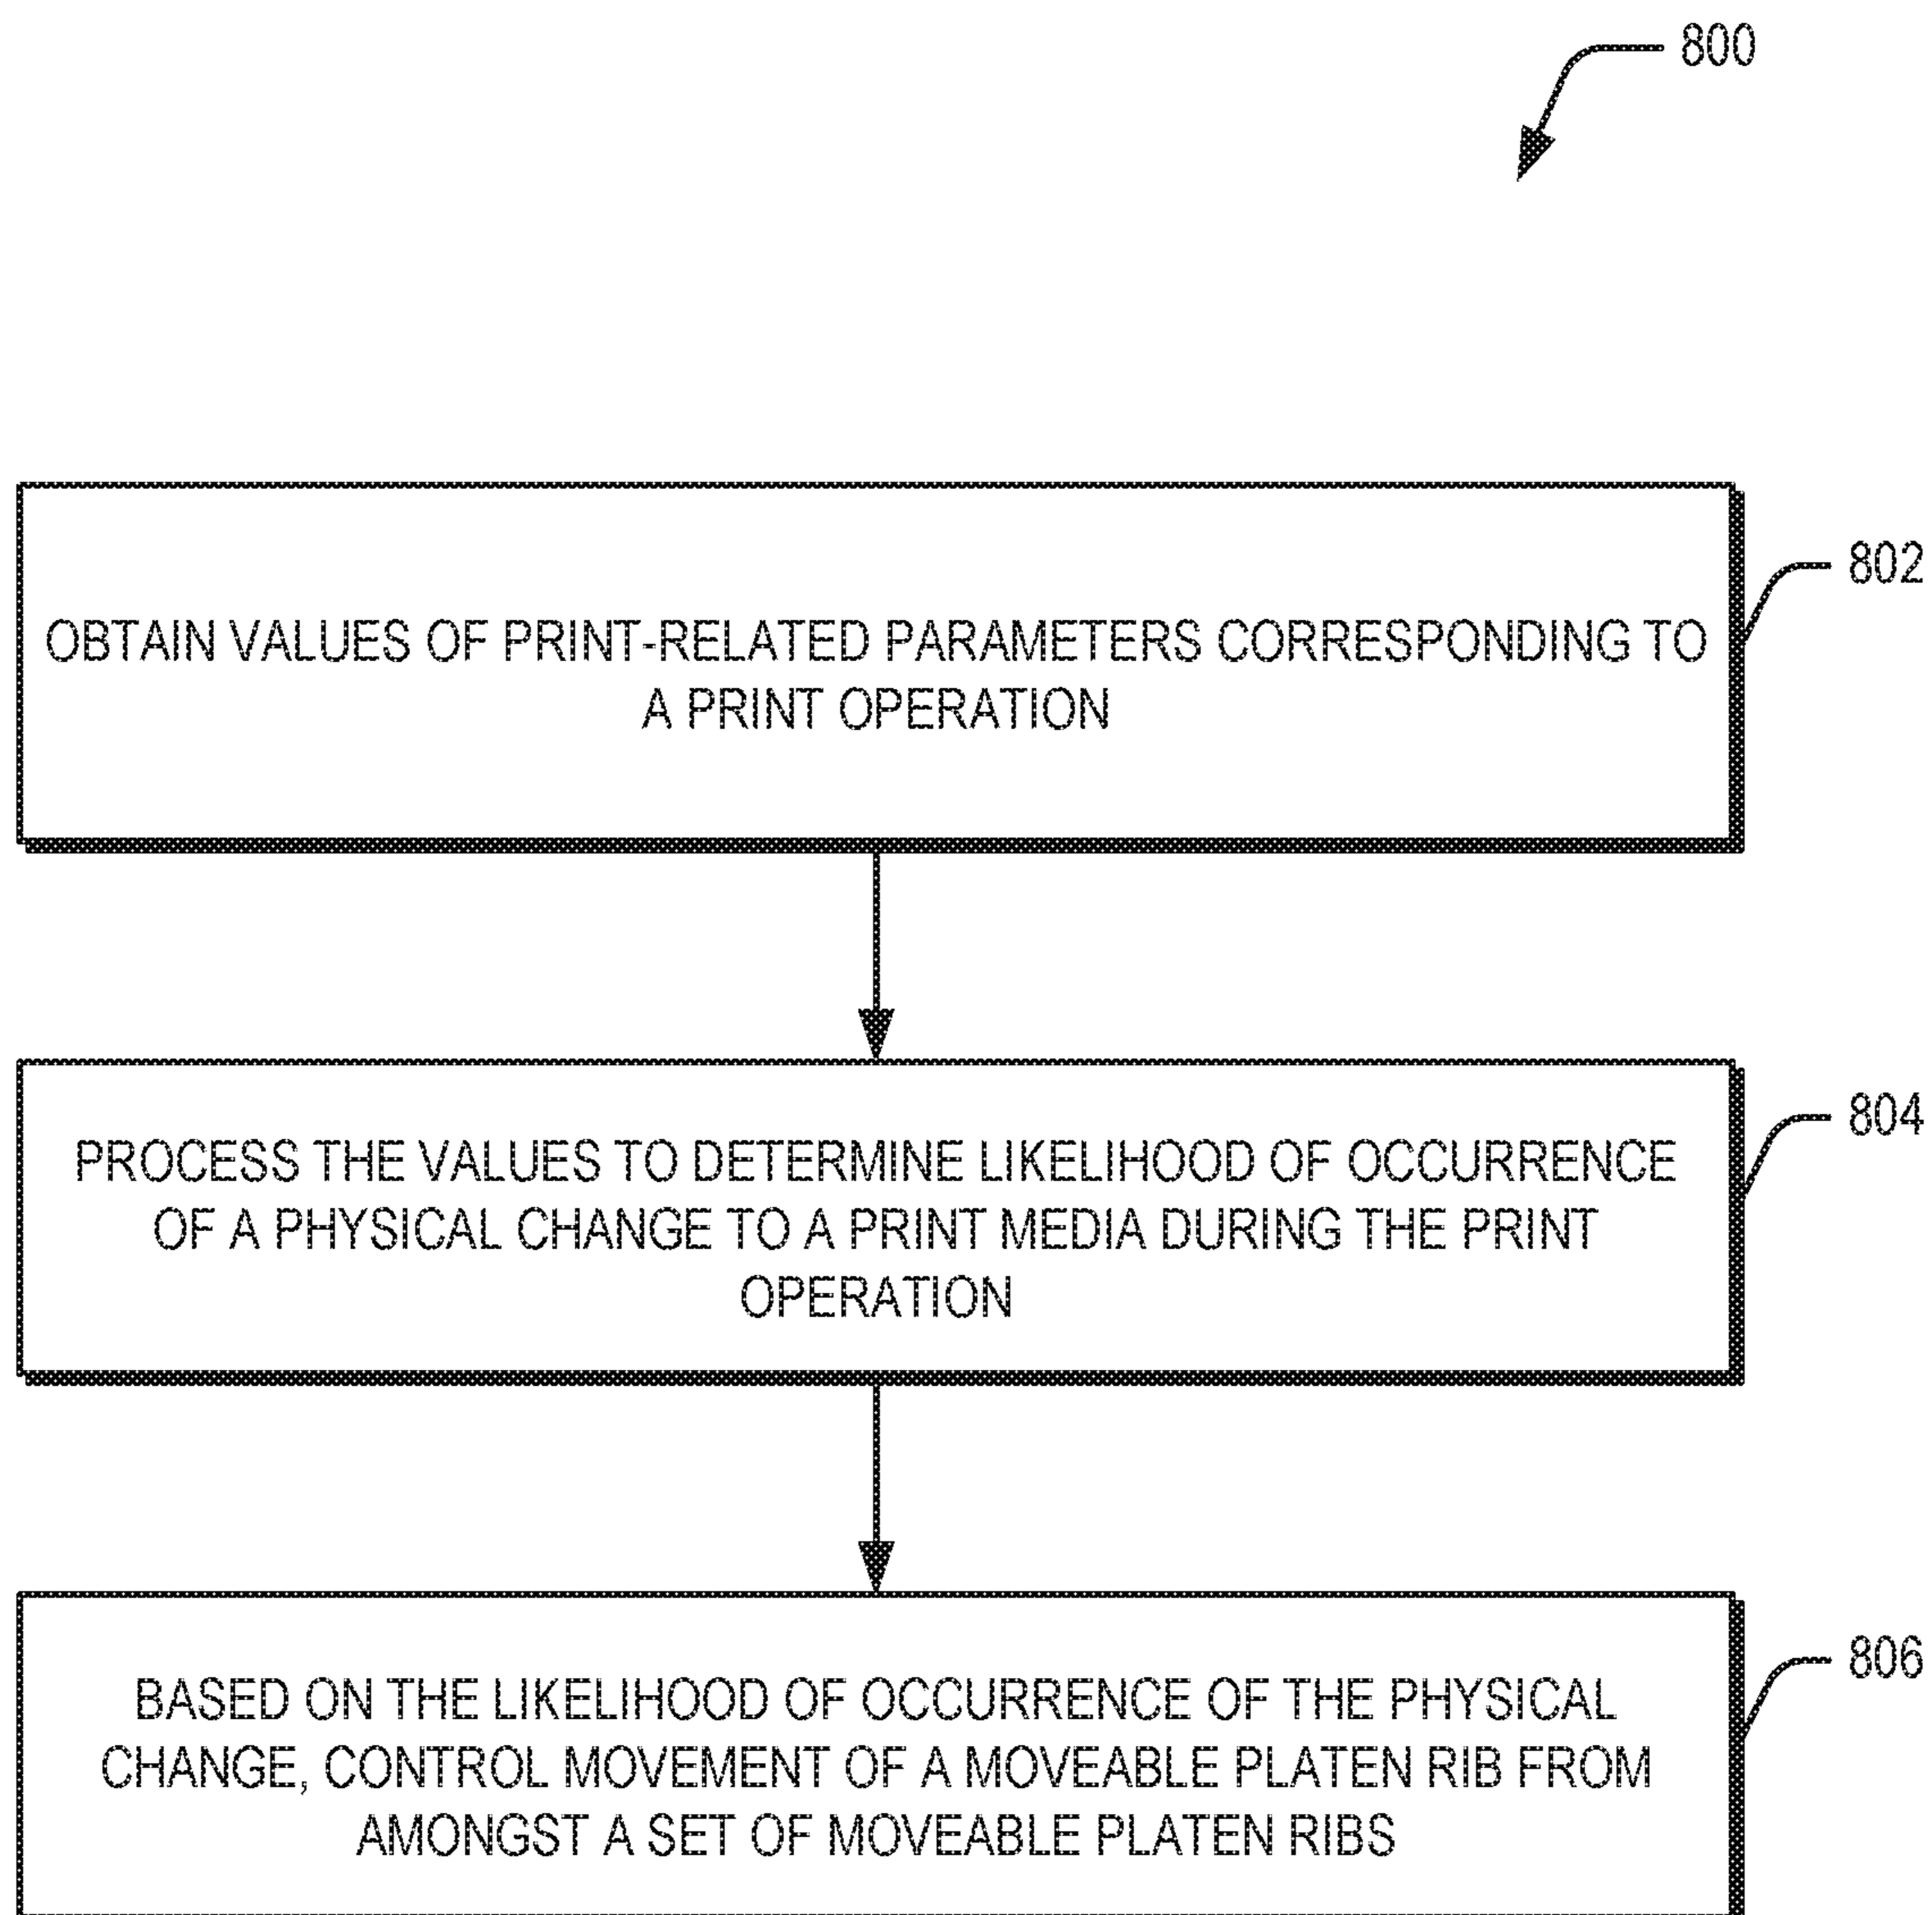 800
802
OBTAIN VALUES OF PRINT-RELATED PARAMETERS CORRESPONDING TO
A PRINT OPERATION
804
PROCESS THE VALUES TO DETERMINE LIKELIHOOD OF OCCURRENCE
OF A PHYSICAL CHANGE TO A PRINT MEDIA DURING THE PRINT
OPERATION
806
BASED ON THE LIKELIHOOD OF OCCURRENCE OF THE PHYSICAL
CHANGE, CONTROL MOVEMENT OF A MOVEABLE PLATEN RIB FROM
AMONGST A SET OF MOVEABLE PLATEN RIBS